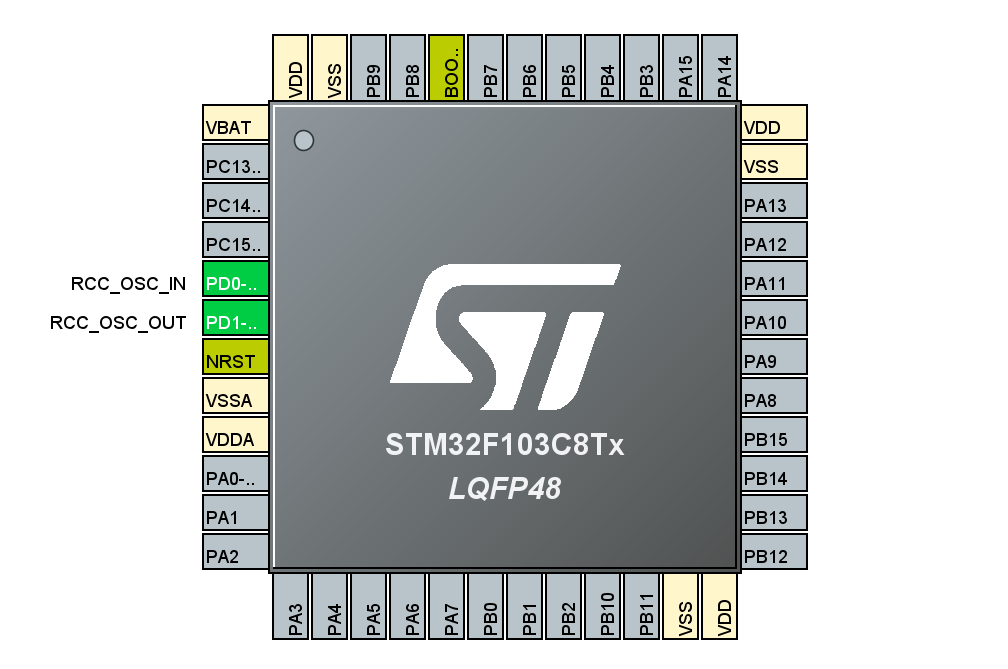 VDD
VSS
PB9
PB8
BOO..
PB7
PB6
PB5
PB4
PB3
PA15
PA14
VBAT
PC13..
PC14..
PC15..
RCC_OSC_IN PD0-..
RCC_OSC_OUT PD1-..
NRST
VSSA
VDDA
PA0-..
PA1
PA2
ST
STM32F103C8Tx
LQFP48
VDD
VSS
PA13
PA12
PA11
PA10
PA9
PA8
PB15
PB14
PB13
PB12
PA3
PA4
PA5
PA6
PA7
PB0
PB1
PB2
PB10
PB11
VSS
VDD